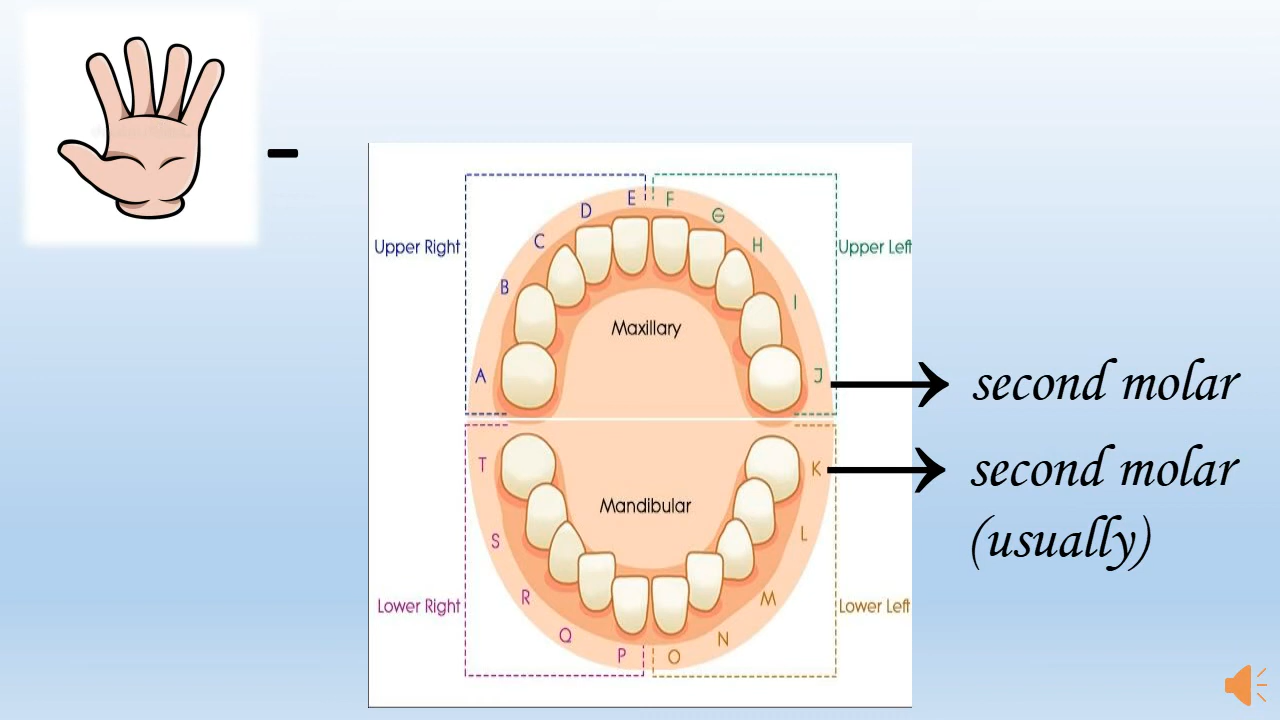 -
E F
D G
C H
Upper Right Upper Left
B I
Maxillary
A J second molar
T K second molar
Mandibular
(usually)
S L
R M
Lower Right Lower Left
Q N
P O